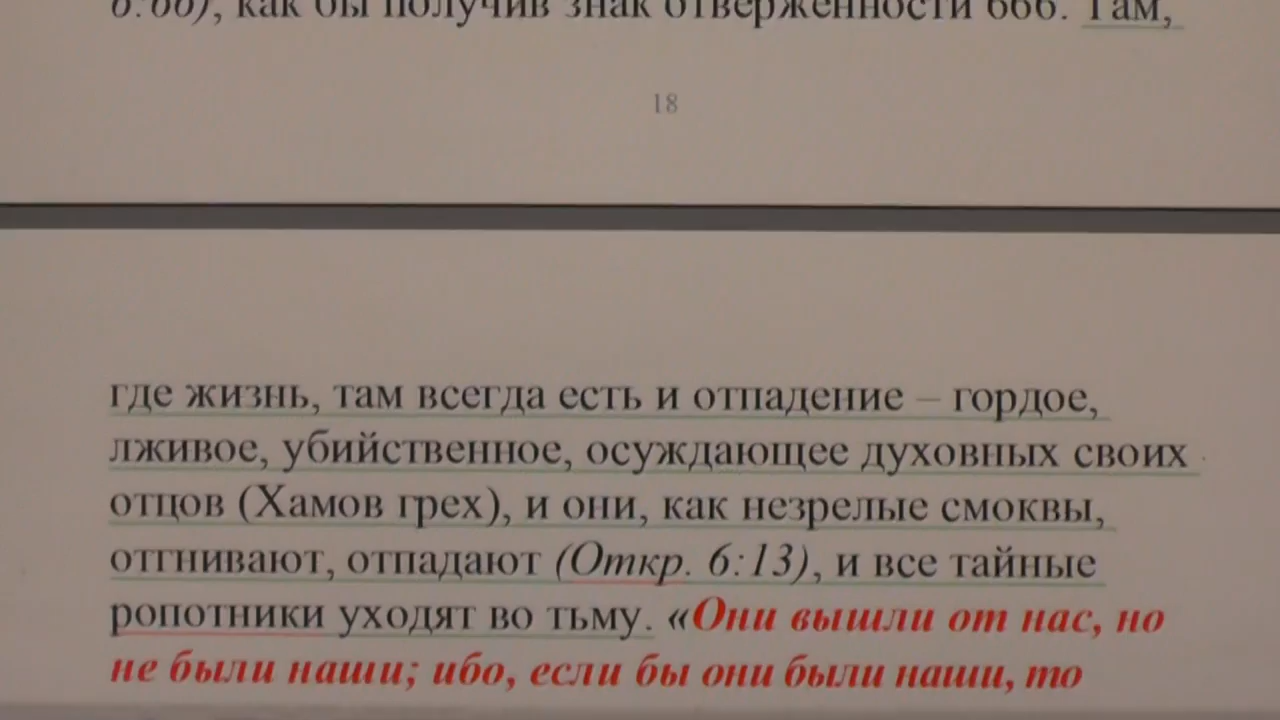 6:66), как бы получив знак отверженности 666. Там,
18
где жизнь, там всегда есть и отпадение – гордое,
лживое, убийственное, осуждающее духовных своих
отцов (Хамов грех), и они, как незрелые смоквы,
отгнивают, отпадают (Откр. 6:13), и все тайные
ропотники уходят во тьму. «Они вышли от нас, но
не были наши; ибо, если бы они были наши, то